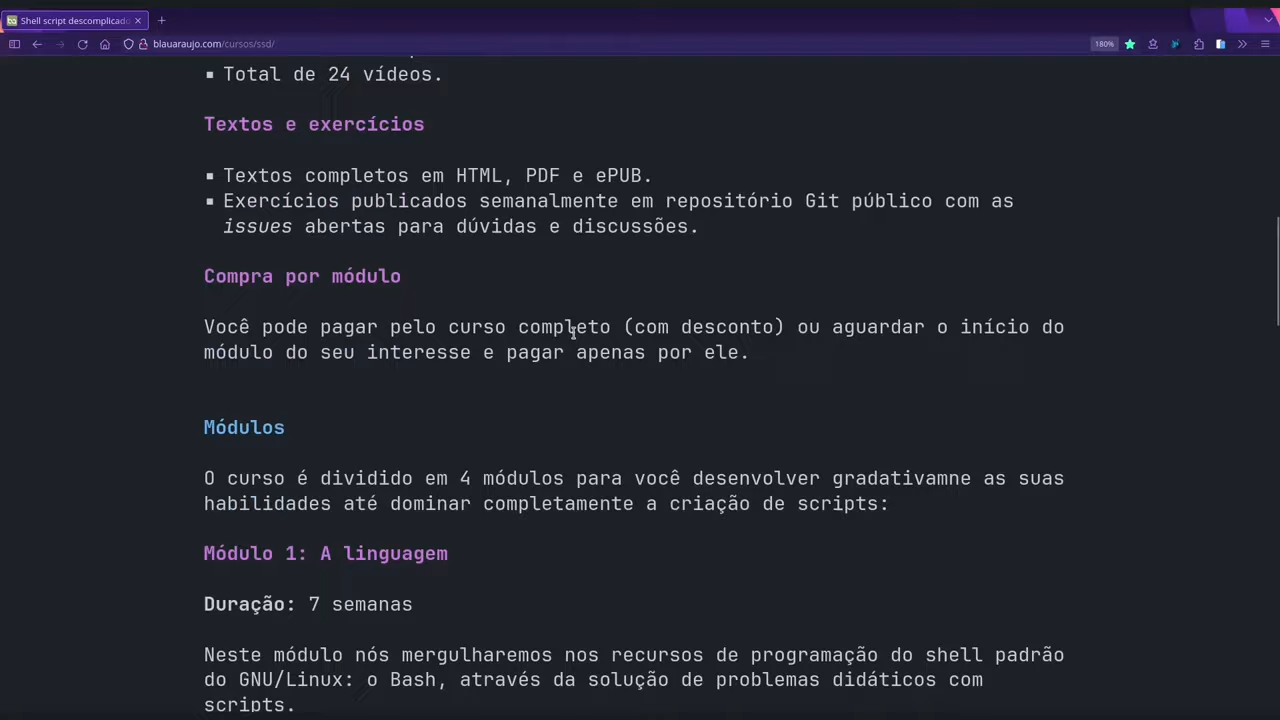 Shell script descomplicado
blauaraujo.com/cursos/ssd/
180%
Total de 24 vídeos.
Textos e exercícios
Textos completos em HTML, PDF e ePUB.
Exercícios publicados semanalmente em repositório Git público com as
issues abertas para dúvidas e discussões.
Compra por módulo
Você pode pagar pelo curso completo (com desconto) ou aguardar o início do
módulo do seu interesse e pagar apenas por ele.
Módulos
O curso é dividido em 4 módulos para você desenvolver gradativamne as suas
habilidades até dominar completamente a criação de scripts:
Módulo 1: A linguagem
Duração: 7 semanas
Neste módulo nós mergulharemos nos recursos de programação do shell padrão
do GNU/Linux: o Bash, através da solução de problemas didáticos com
scripts.